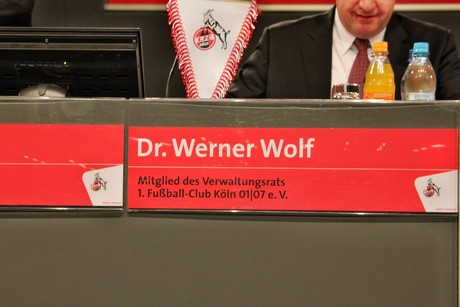 Dr. Werner Wolf
Mitglied des Verwaltungsrats
1. Fußball-Club Köln 01|07 e. V.